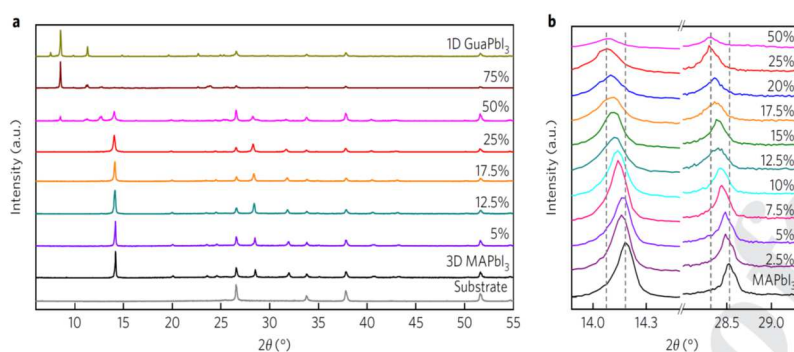 a
1D GuaPbI₃
75%
50%
25%
17.5%
12.5%
5%
3D MAPbI₃
Substrate
Intensity (a.u.)
10 15 20 25 30 35 40 45 50 55
2θ (°)
b
50%
25%
20%
17.5%
15%
12.5%
10%
7.5%
5%
2.5%
MAPbI₃
Intensity (a.u.)
14.0 14.3 28.5 29.0
2θ (°)